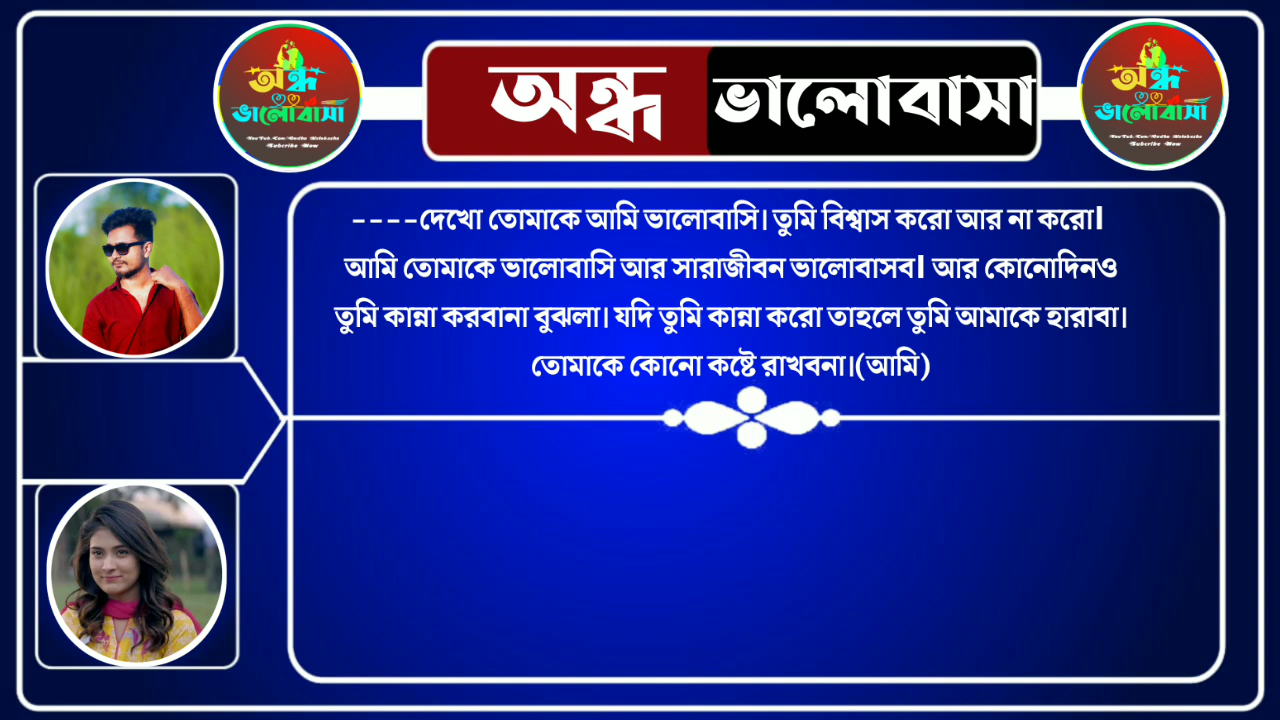 অন্ধ
ভালোবাসা
অন্ধ ভালোবাসা
অন্ধ
ভালোবাসা
অন্ধ
ভালোবাসা
----দেখো তোমাকে আমি ভালোবাসি। তুমি বিশ্বাস করো আর না করো।
আমি তোমাকে ভালোবাসি আর সারাজীবন ভালোবাসব। আর কোনোদিনও
তুমি কান্না করবানা বুঝলা। যদি তুমি কান্না করো তাহলে তুমি আমাকে হারাবা।
তোমাকে কোনো কষ্টে রাখবনা।(আমি)